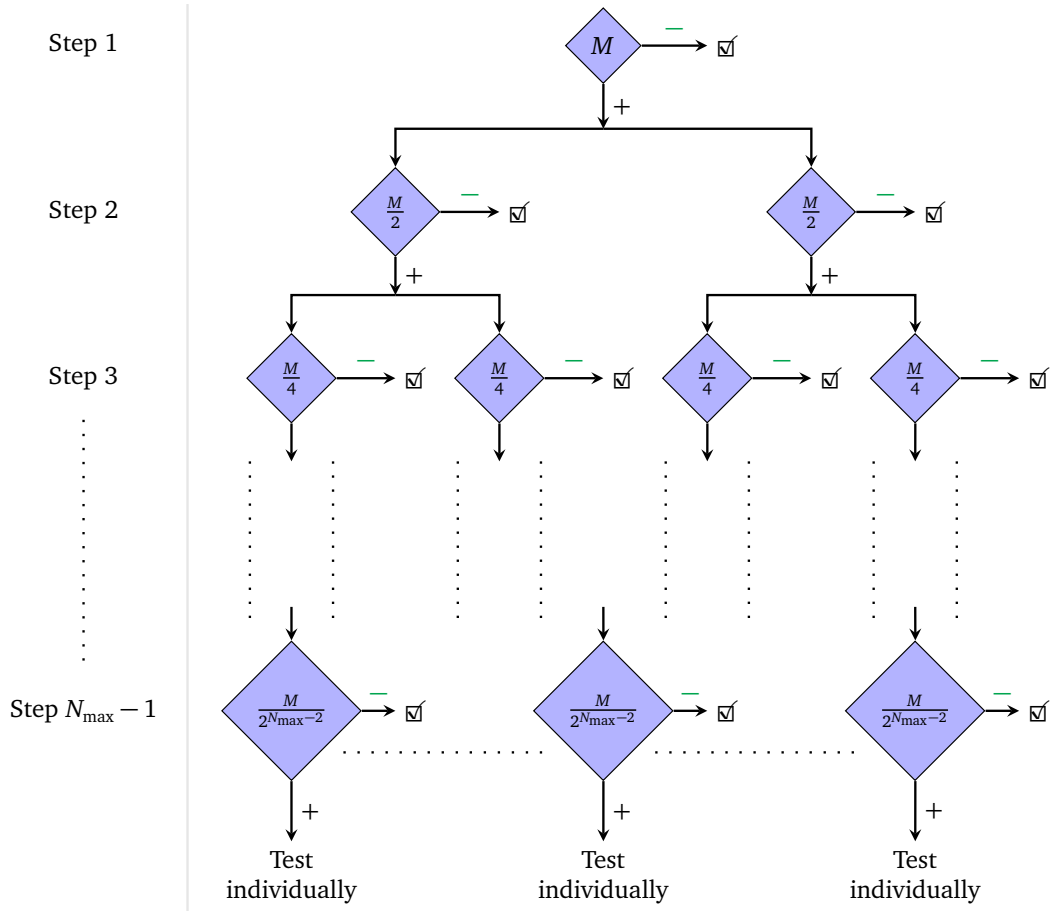 Step 1
M
− ☑
+
Step 2
M/2
− ☑
M/2
− ☑
+
+
Step 3
M/4
− ☑
M/4
− ☑
M/4
− ☑
M/4
− ☑
Step N_max − 1
M/2^{N_max−2}
− ☑
M/2^{N_max−2}
− ☑
M/2^{N_max−2}
− ☑
+
+
+
Test
individually
Test
individually
Test
individually